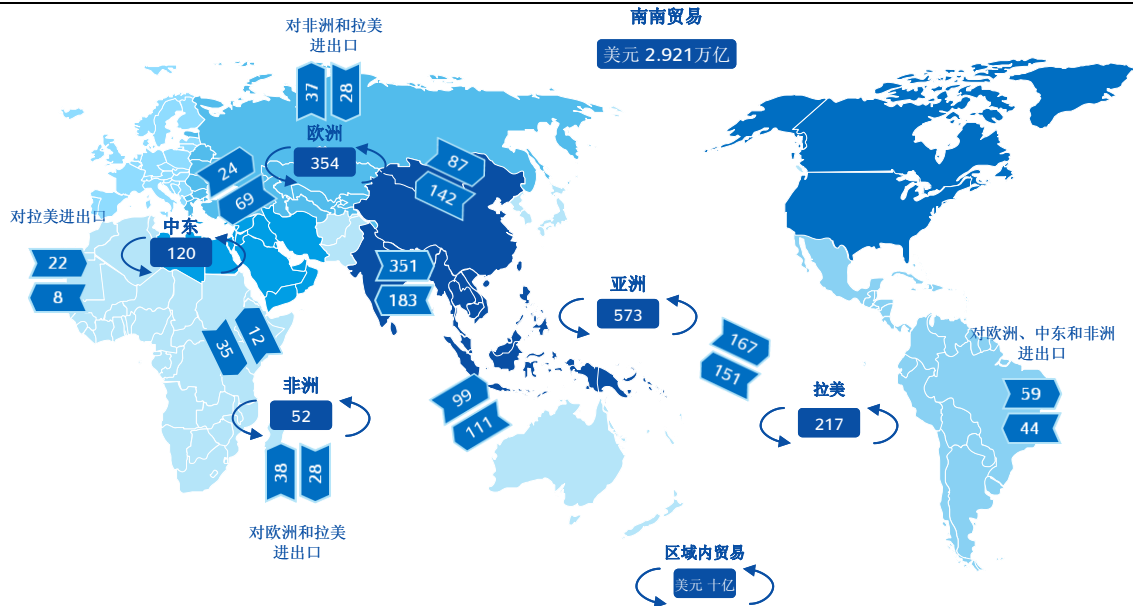 南南贸易
美元 2.921万亿
对非洲和拉美
进出口
37
28
欧洲
354
24
69
87
142
对拉美进出口
22
8
中东
120
351
183
亚洲
573
35
12
167
151
对欧洲、中东和非洲
进出口
59
44
非洲
52
99
111
拉美
217
38
28
对欧洲和拉美
进出口
区域内贸易
美元 十亿